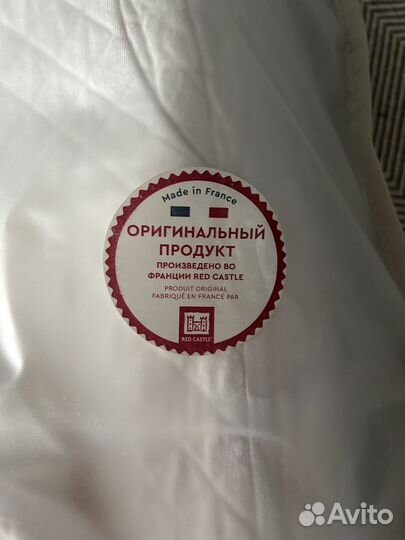 Made in France
ОРИГИНАЛЬНЫЙ
ПРОДУКТ
ПРОИЗВЕДЕНО ВО
ФРАНЦИИ RED CASTLE
PRODUIT ORIGINAL
FABRIQUÉ EN FRANCE PAR
RED CASTLE
Avito